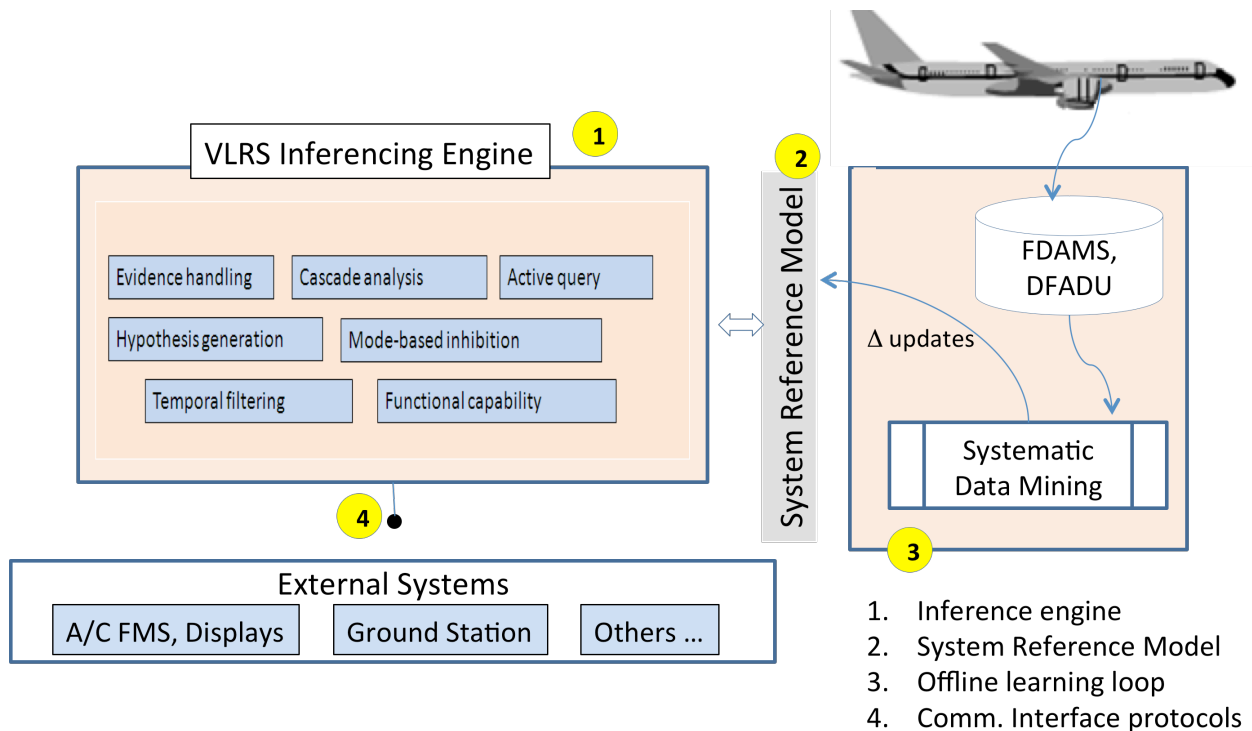 1
VLRS Inferencing Engine
2
Evidence handling
Cascade analysis
Active query
Hypothesis generation
Mode-based inhibition
Temporal filtering
Functional capability
System Reference Model
FDAMS,
DFADU
Δ updates
Systematic
Data Mining
3
4
External Systems
A/C FMS, Displays
Ground Station
Others ...
1. Inference engine
2. System Reference Model
3. Offline learning loop
4. Comm. Interface protocols